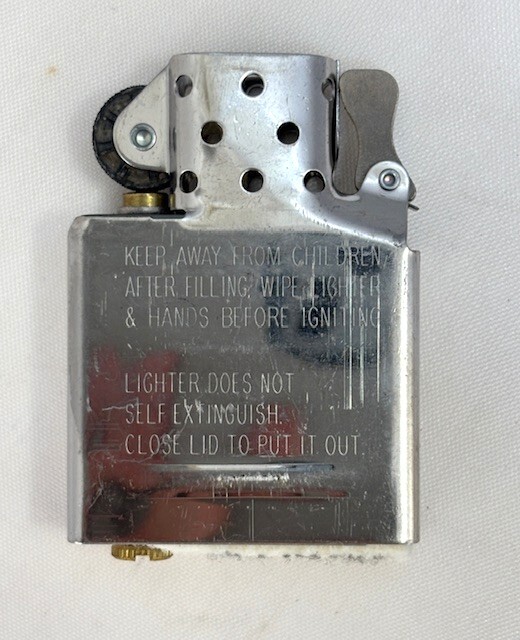 KEEP AWAY FROM CHILDREN.
AFTER FILLING, WIPE LIGHTER
& HANDS BEFORE IGNITING
LIGHTER DOES NOT
SELF EXTINGUISH.
CLOSE LID TO PUT IT OUT.